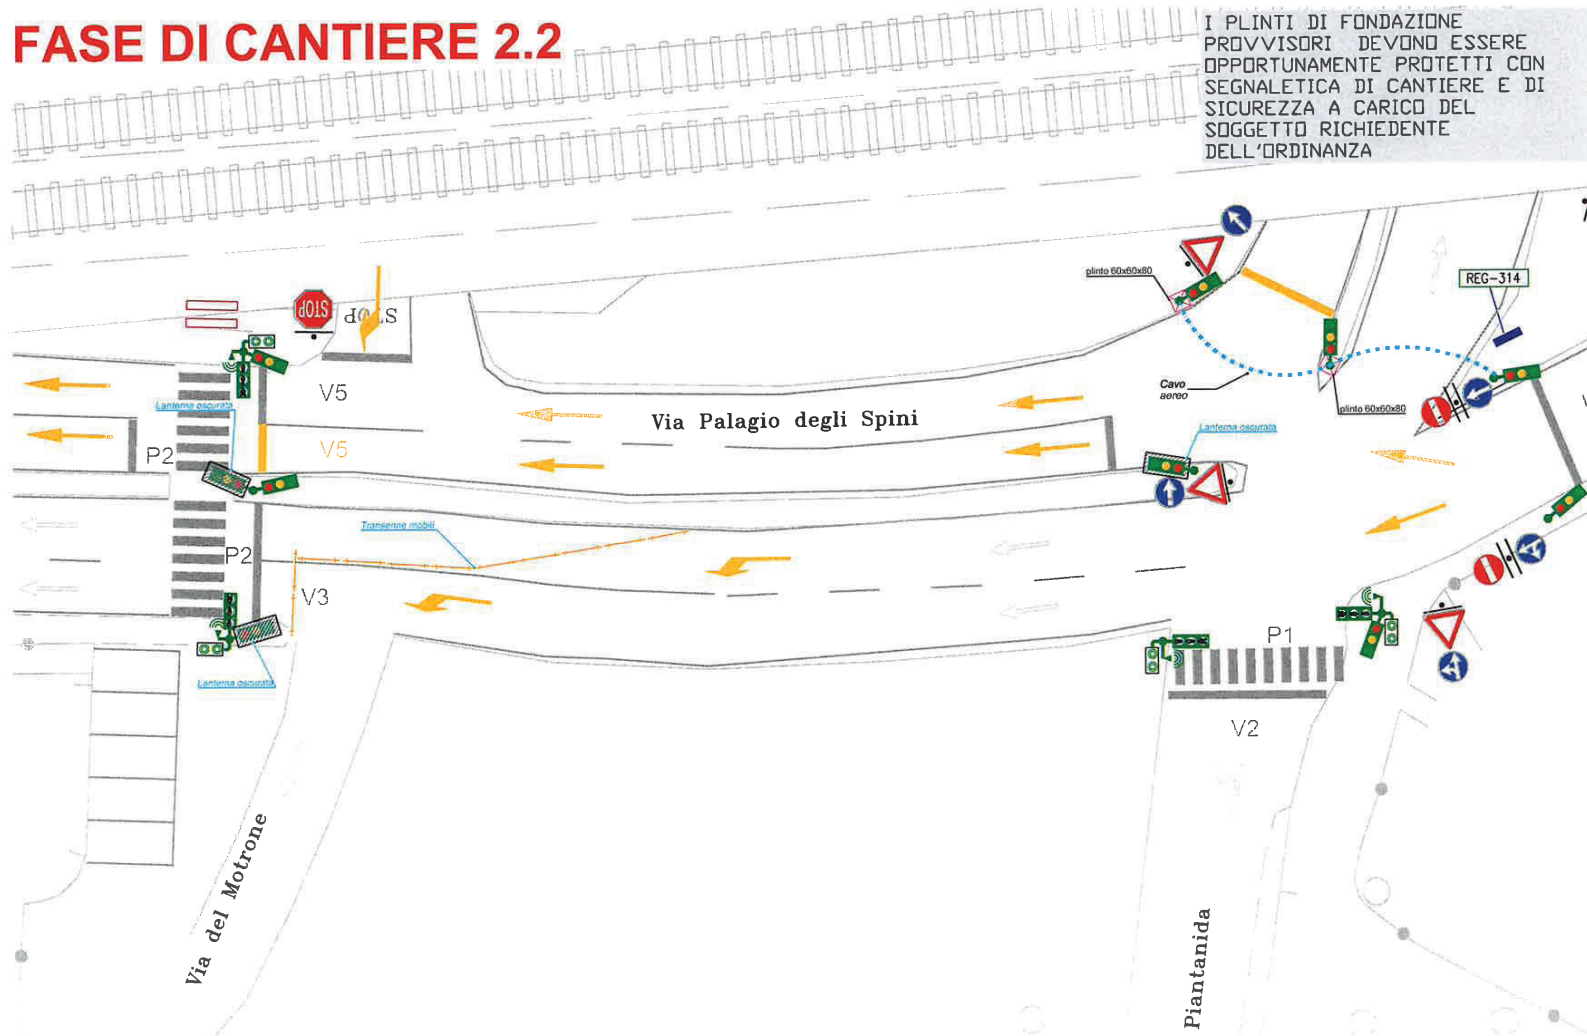 FASE DI CANTIERE 2.2
I PLINTI DI FONDAZIONE
PROVVISORI DEVONO ESSERE
OPPORTUNAMENTE PROTETTI CON
SEGNALETICA DI CANTIERE E DI
SICUREZZA A CARICO DEL
SOGGETTO RICHIEDENTE
DELL'ORDINANZA
plinto 60x60x80
REG-314
STOP
STOP
V5
Cavo
aereo
plinto 60x60x80
Lanterna oscurata
Via Palagio degli Spini
Lanterna oscurata
V5
P2
Transenne mobili
P2
V3
P1
Lanterna oscurata
V2
Via del Motrone
Piantanida